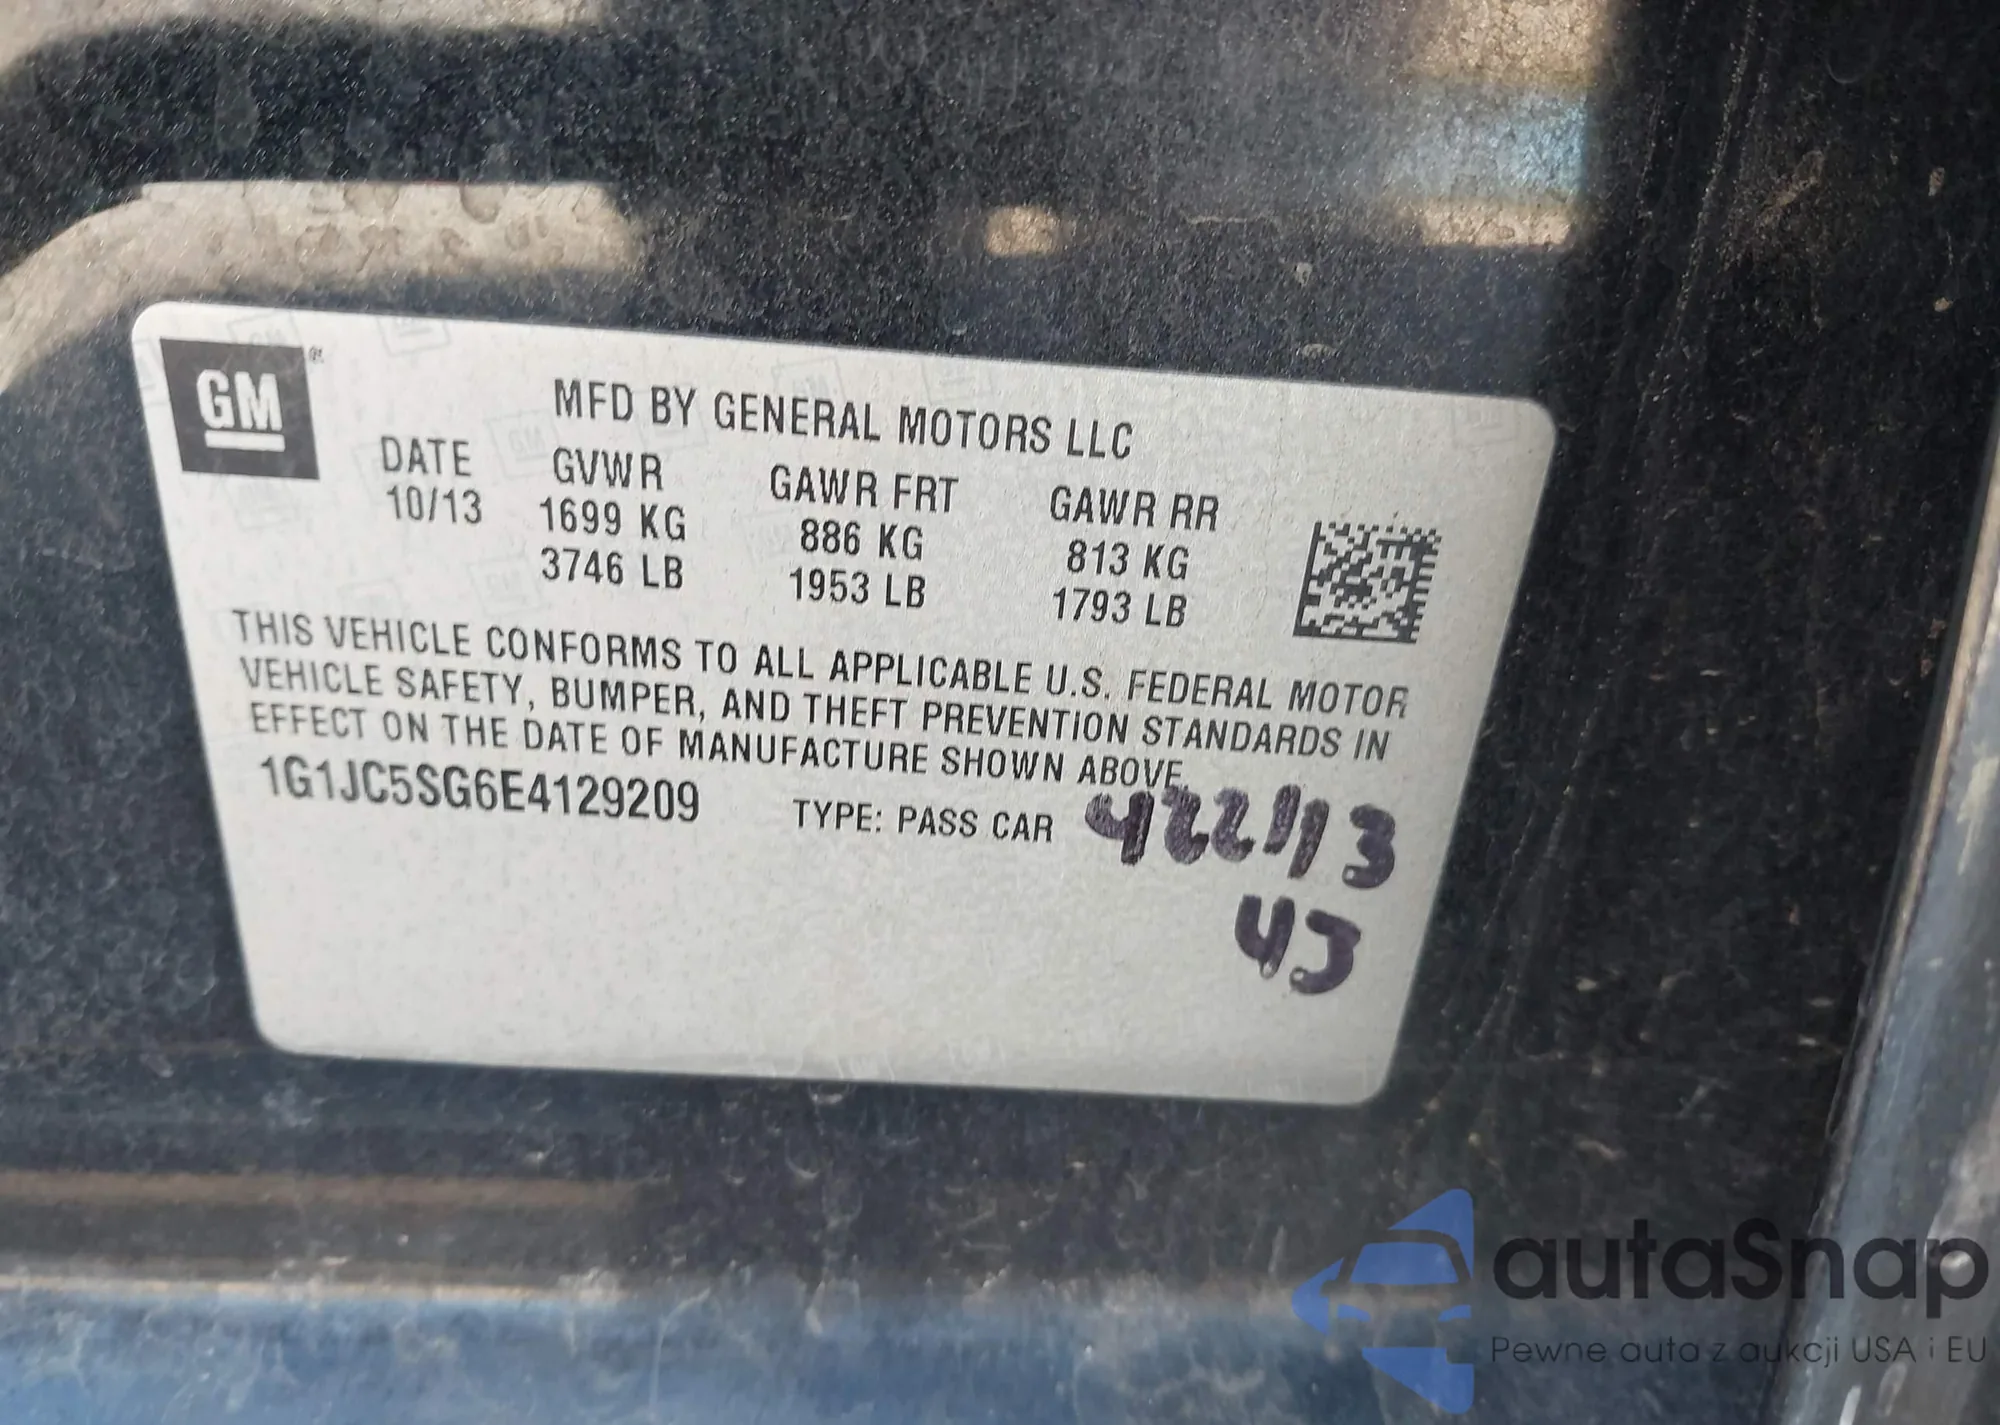 GM
MFD BY GENERAL MOTORS LLC
DATE GVWR GAWR FRT GAWR RR
10/13 1699 KG 886 KG 813 KG
3746 LB 1953 LB 1793 LB
THIS VEHICLE CONFORMS TO ALL APPLICABLE U.S. FEDERAL MOTOR
VEHICLE SAFETY, BUMPER, AND THEFT PREVENTION STANDARDS IN
EFFECT ON THE DATE OF MANUFACTURE SHOWN ABOVE.
1G1JC5SG6E4129209 TYPE: PASS CAR
43
autaSnap
Pewne auta z aukcji USA i EU